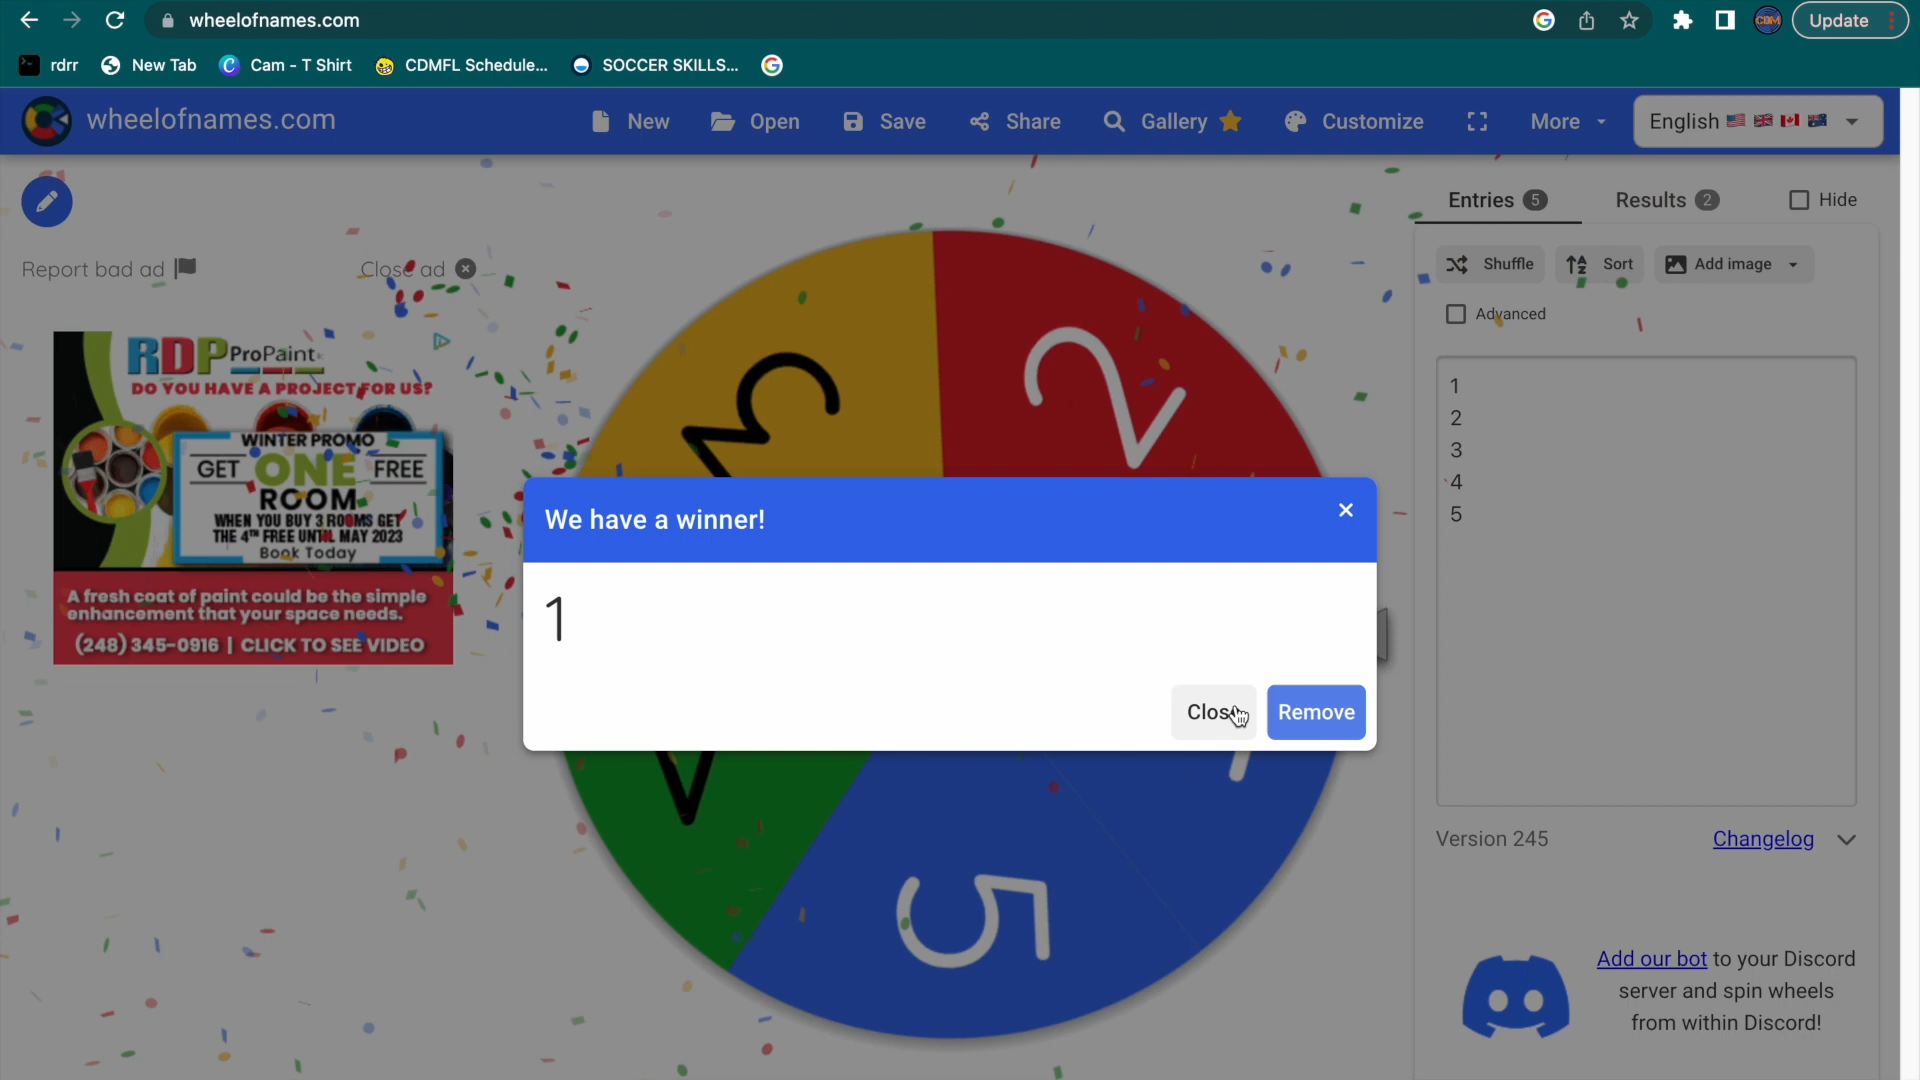 wheelofnames.com
CDM
Update
rdrr
New Tab
Cam - T Shirt
CDMFL Schedule...
SOCCER SKILLS...
wheelofnames.com
New
Open
Save
Share
Gallery
Customize
More
English
Entries 5
Results 2
Hide
Report bad ad
Close ad
Shuffle
Sort
Add image
Advanced
RDP ProPaint
DO YOU HAVE A PROJECT FOR US?
WINTER PROMO
GET ONE FREE
ROOM
WHEN YOU BUY 3 ROOMS GET
THE 4TH FREE UNTIL MAY 2023
Book Today
A fresh coat of paint could be the simple
enhancement that your space needs.
(248) 345-0916 | CLICK TO SEE VIDEO
3
2
We have a winner!
1
Close
Remove
5
1
2
3
4
5
Version 245
Changelog
Add our bot to your Discord
server and spin wheels
from within Discord!